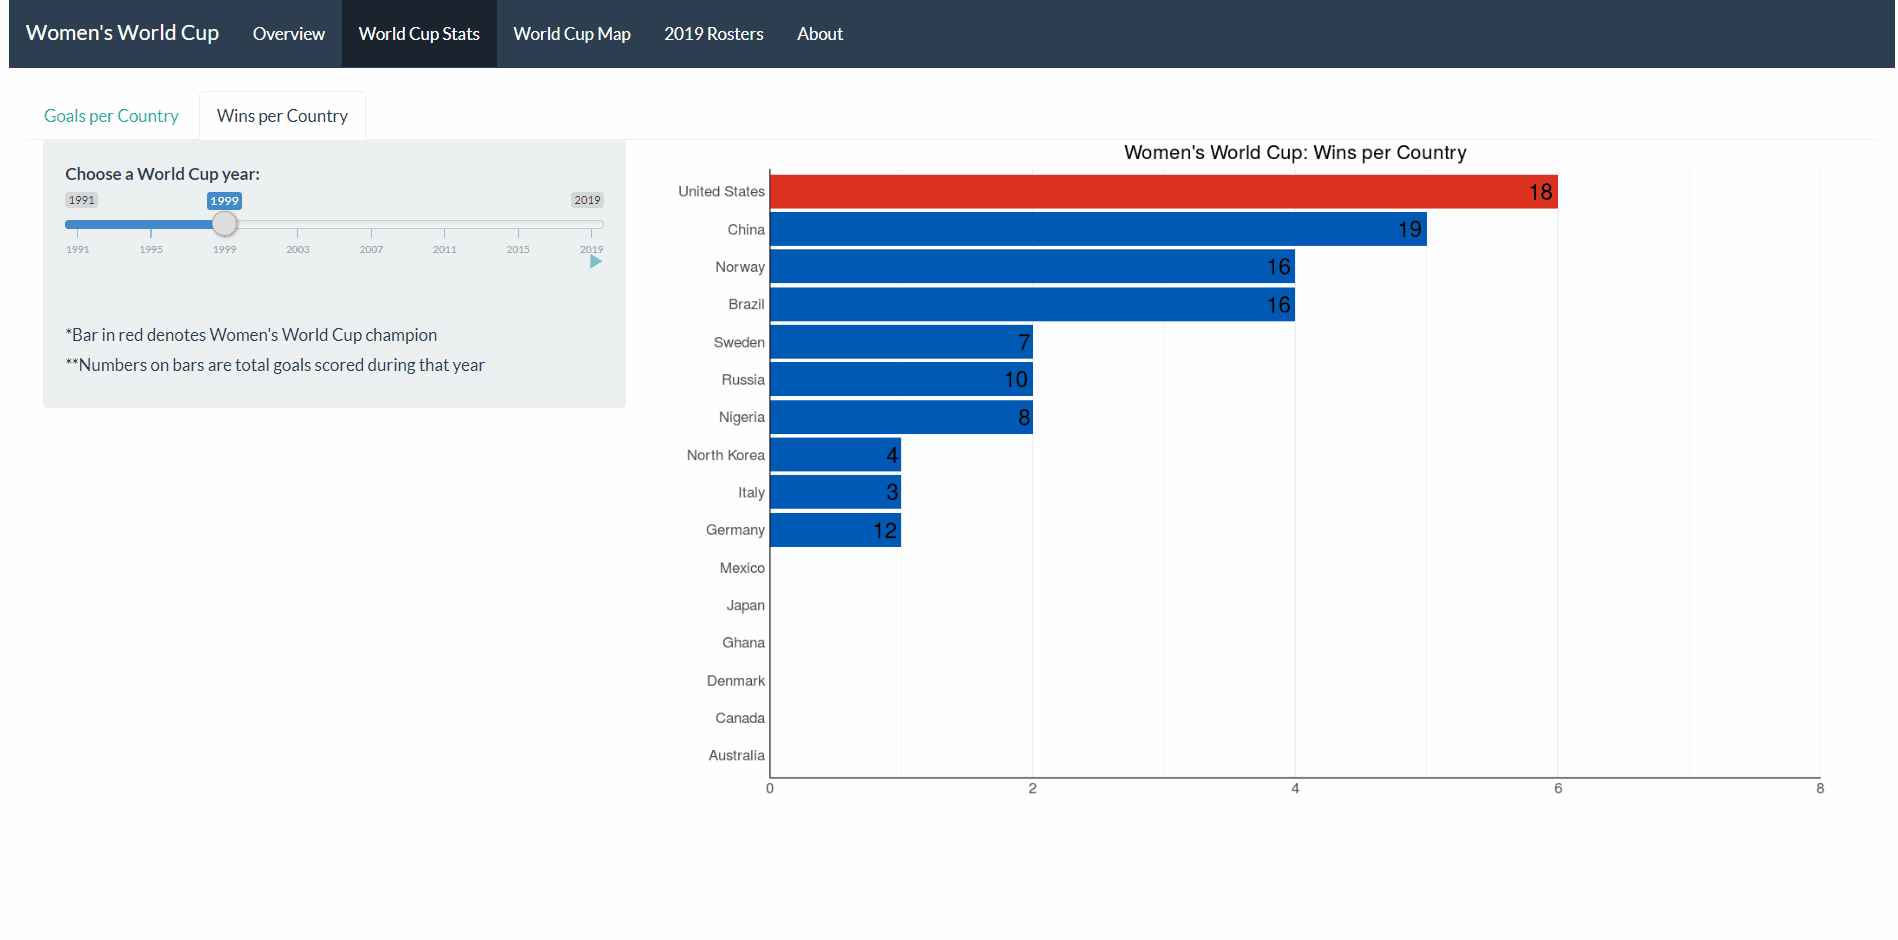 Women's World Cup Overview World Cup Stats World Cup Map 2019 Rosters About
Goals per Country Wins per Country
Choose a World Cup year:
1991 1999 2019
1991 1995 1999 2003 2007 2011 2015 2019
*Bar in red denotes Women's World Cup champion
**Numbers on bars are total goals scored during that year
Women's World Cup: Wins per Country
United States 18
China 19
Norway 16
Brazil 16
Sweden 7
Russia 10
Nigeria 8
North Korea 4
Italy 3
Germany 12
Mexico
Japan
Ghana
Denmark
Canada
Australia
0 2 4 6 8